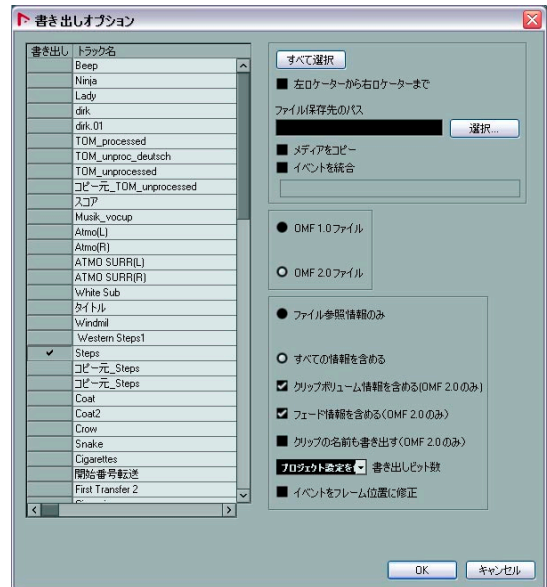 書き出しオプション
書き出し トラック名
Beep
Ninja
Lady
dirk
dirk.01
TOM_processed
TOM_unproc_deutsch
TOM_unprocessed
コピー元_TOM_unprocessed
スコア
Musik_vocup
Atmo(L)
Atmo(R)
ATMO SURR(L)
ATMO SURR(R)
White Sub
タイトル
Windmil
Western Steps1
Steps
コピー元_Steps
コピー元_Steps
Coat
Coat2
Crow
Snake
Cigarettes
開始番号転送
First Transfer 2
すべて選択
左ロケーターから右ロケーターまで
ファイル保存先のパス
選択...
メディアをコピー
イベントを統合
OMF 1.0ファイル
OMF 2.0ファイル
ファイル参照情報のみ
すべての情報を含める
クリップボリューム情報を含める(OMF 2.0のみ)
フェード情報を含める(OMF 2.0のみ)
クリップの名前も書き出す(OMF 2.0のみ)
プロジェクト設定を 書き出しビット数
イベントをフレーム位置に修正
OK キャンセル